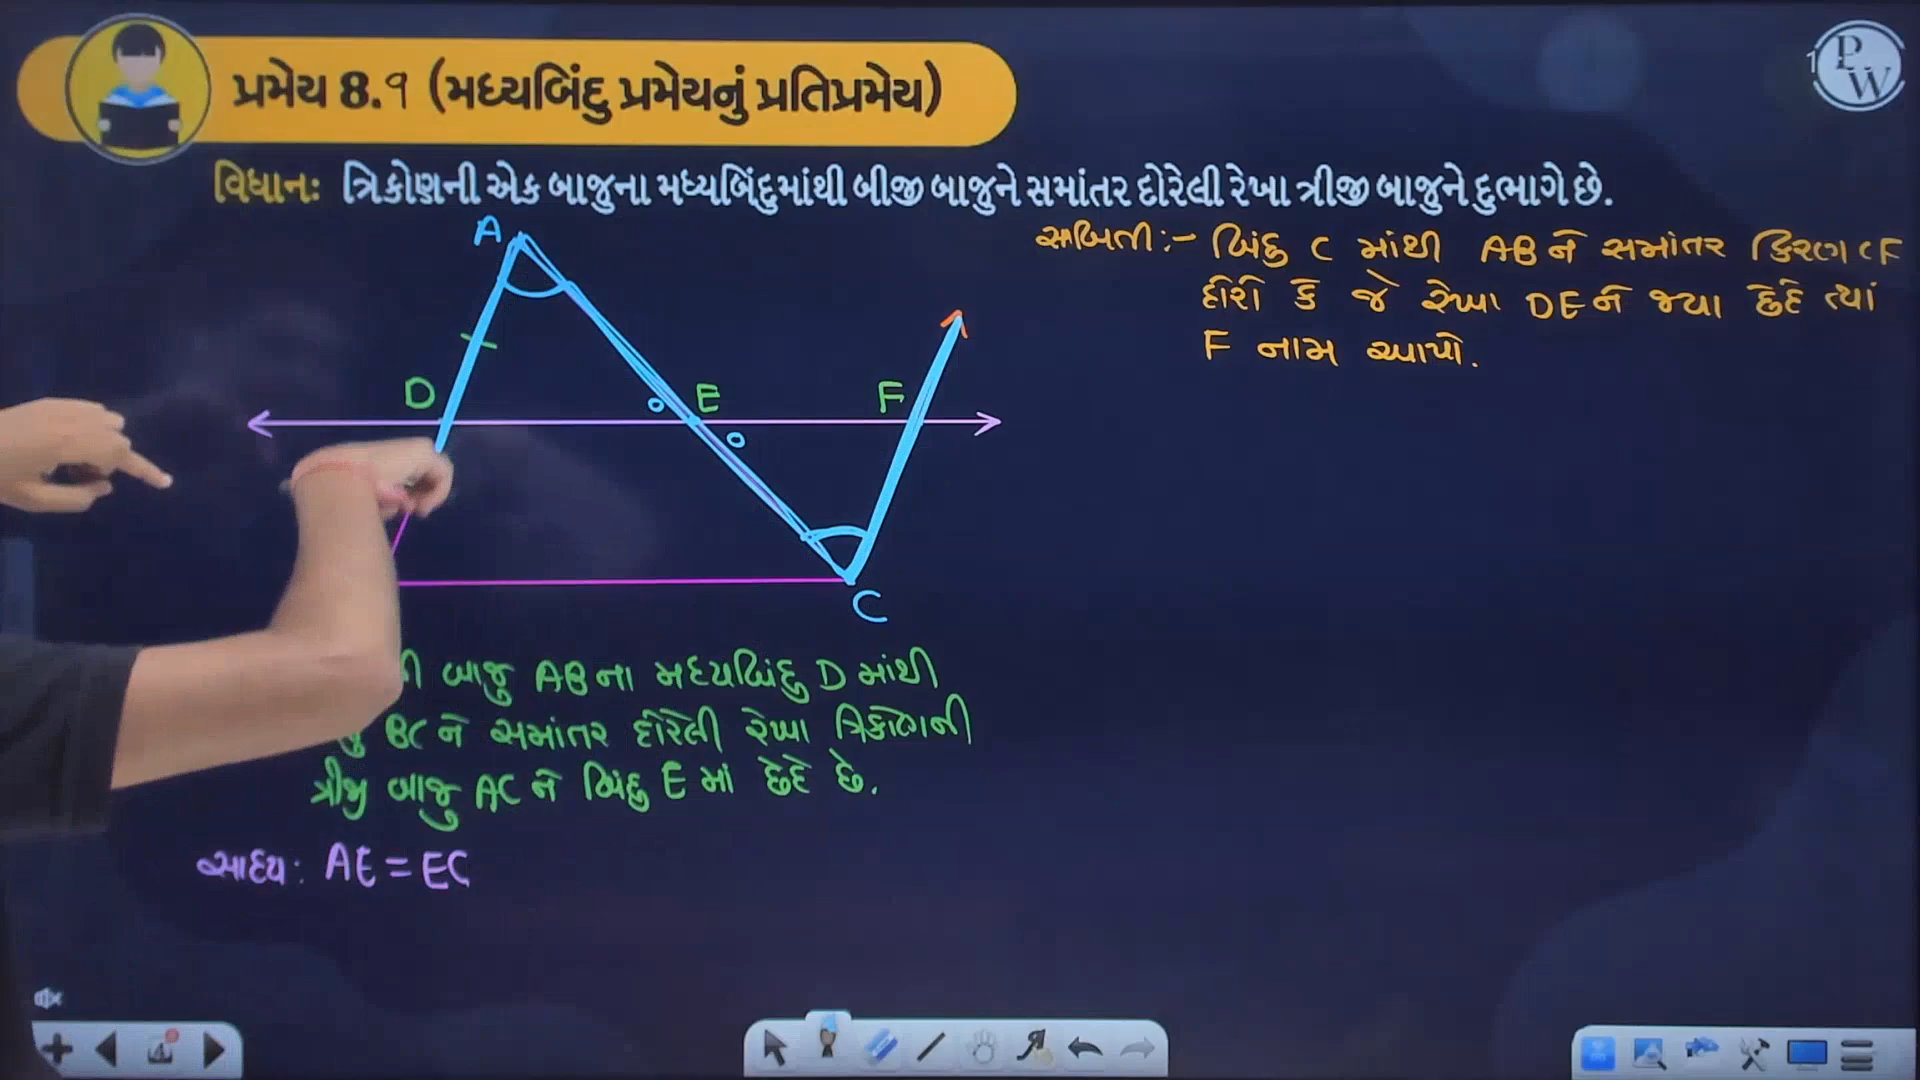 પ્રમેય 8.૧ (મધ્યબિંદુ પ્રમેયનું પ્રતિપ્રમેય)
PW
વિધાનઃ ત્રિકોણની એક બાજુના મધ્યબિંદુમાંથી બીજી બાજુને સમાંતર દોરેલી રેખા ત્રીજી બાજુને દુભાગે છે.
A
D
E
F
C
બાજુ AB ના મધ્યબિંદુ D માંથી
BC ને સમાંતર દોરેલી રેખા ત્રિકોણની
ત્રીજી બાજુ AC ને બિંદુ E માં છેદે છે.
સાધ્ય: AE = EC
સાબિતી:- બિંદુ C માંથી AB ને સમાંતર કિરણ CF
દોરો કે જે રેખા DE ને જ્યા છેદે ત્યાં
F નામ આપો.